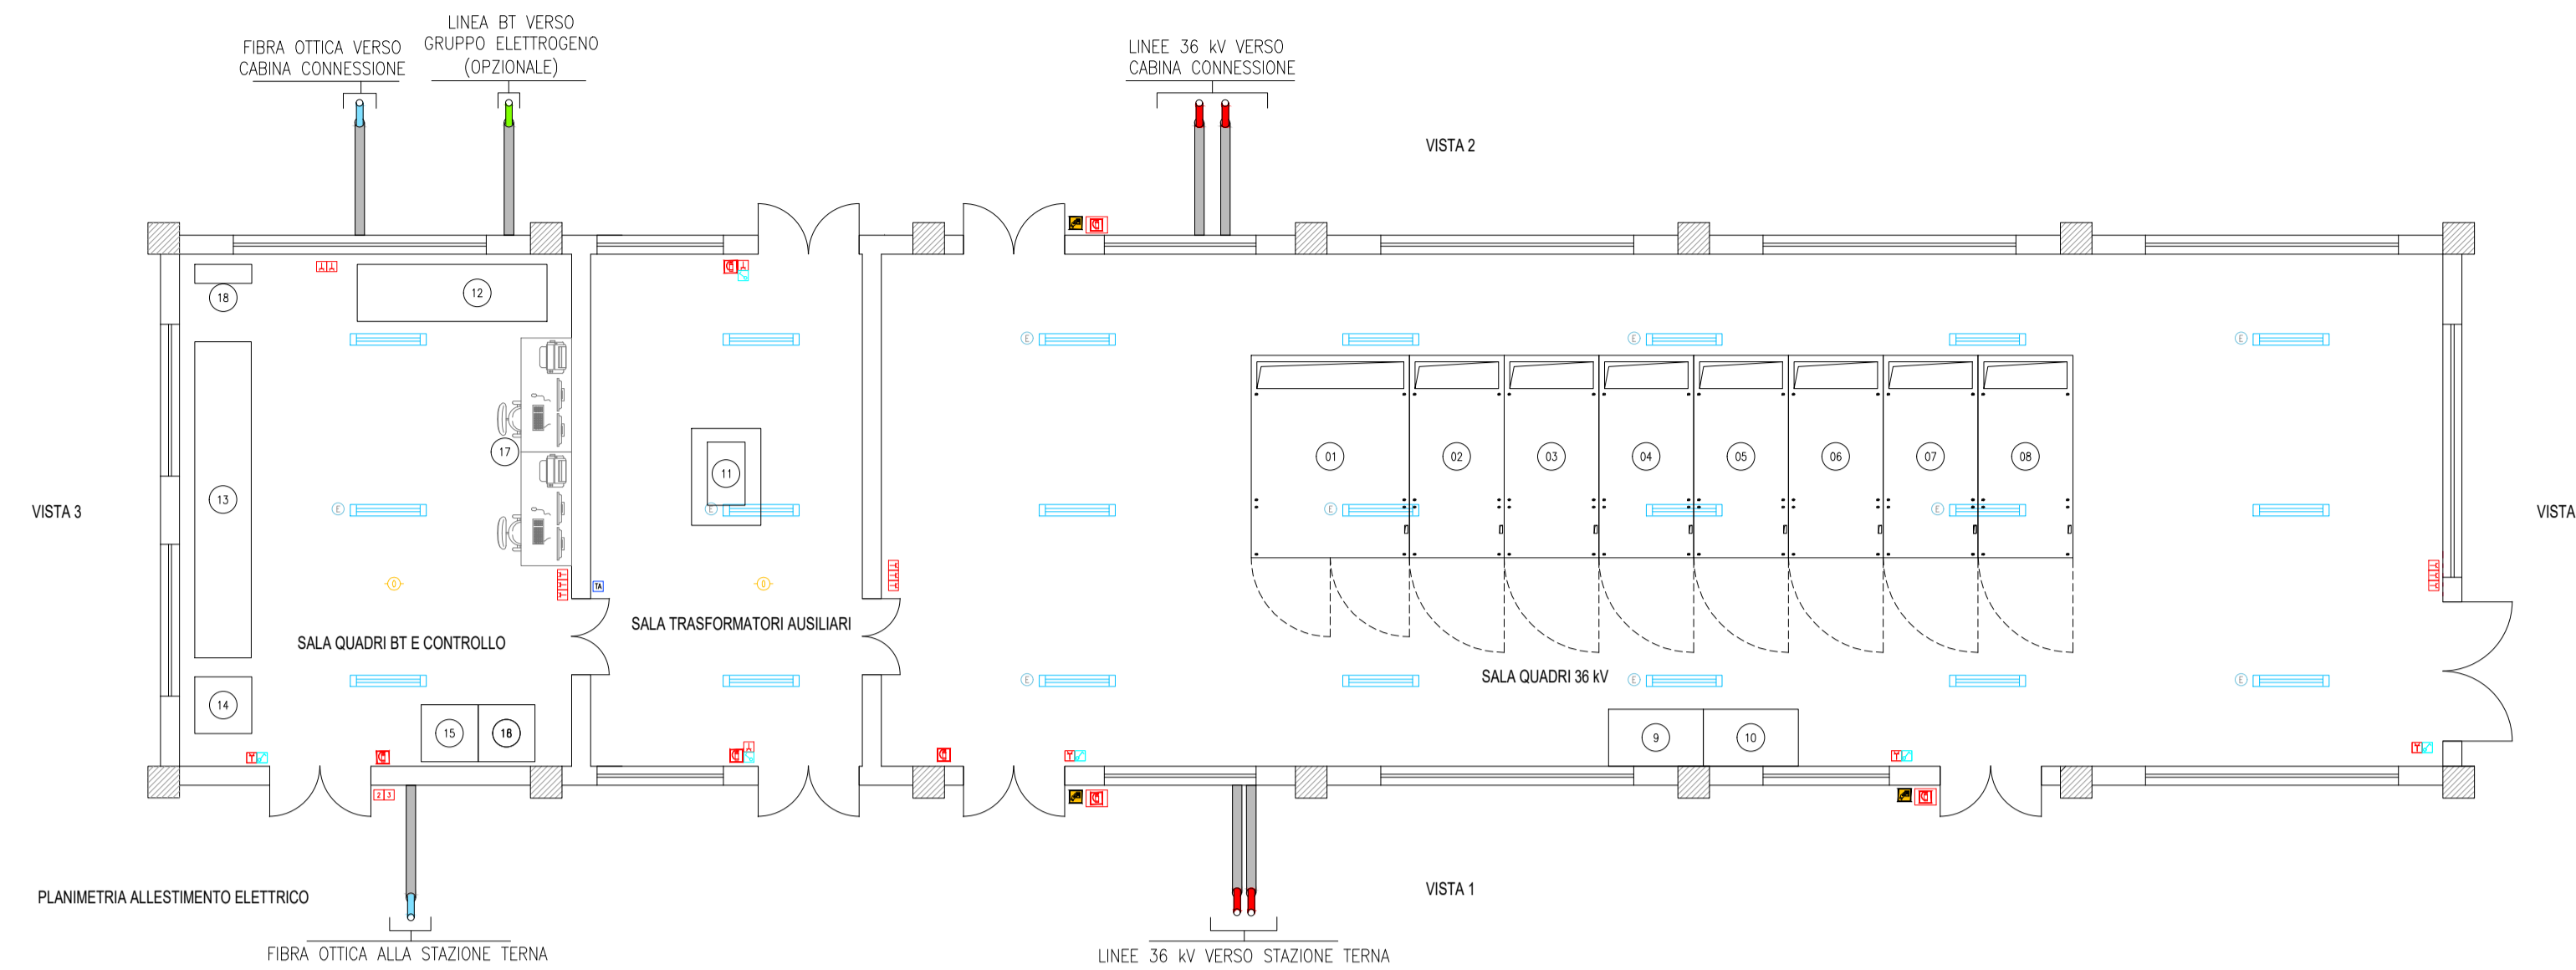 LINEA BT VERSO
GRUPPO ELETTROGENO
(OPZIONALE)
FIBRA OTTICA VERSO
CABINA CONNESSIONE
LINEE 36 kV VERSO
CABINA CONNESSIONE
VISTA 2
18
12
17
13
14
15
16
11
01
02
03
04
05
06
07
08
9
10
E
E
E
E
E
E
E
E
E
E
TA
2 3
VISTA 3
VISTA
SALA QUADRI BT E CONTROLLO
SALA TRASFORMATORI AUSILIARI
SALA QUADRI 36 kV
VISTA 1
PLANIMETRIA ALLESTIMENTO ELETTRICO
FIBRA OTTICA ALLA STAZIONE TERNA
LINEE 36 kV VERSO STAZIONE TERNA